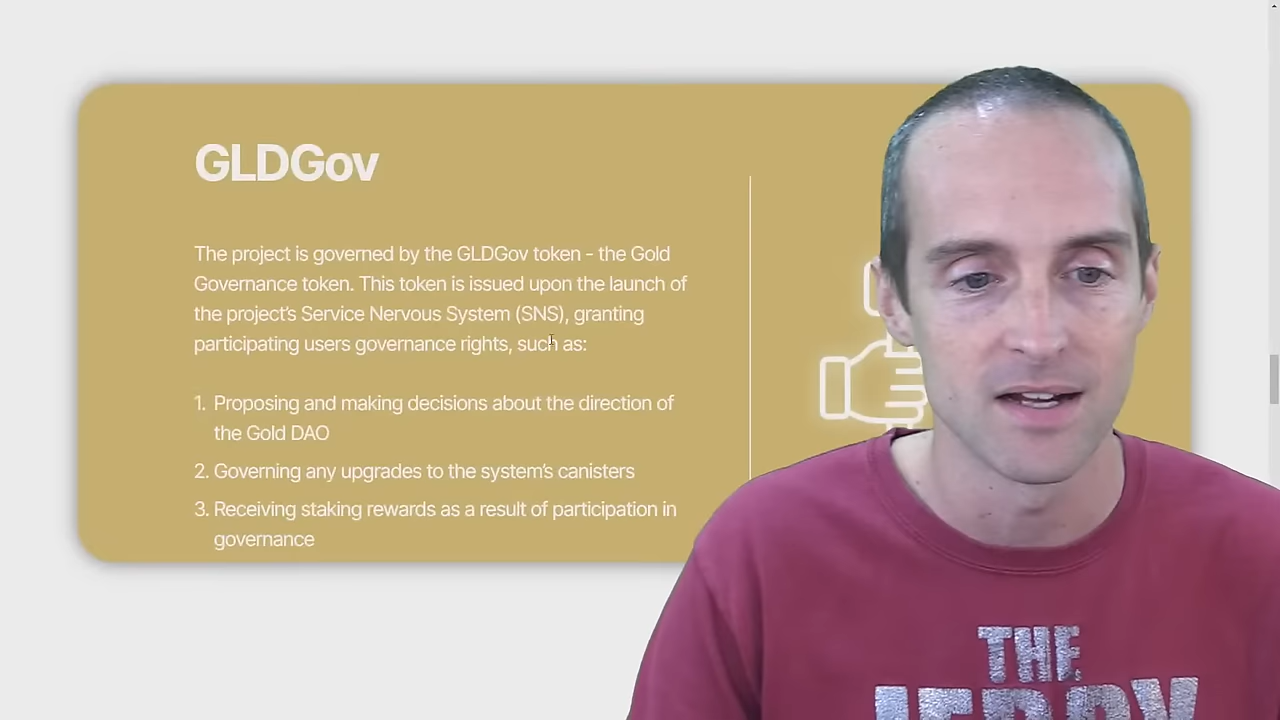 GLDGov
The project is governed by the GLDGov token - the Gold
Governance token. This token is issued upon the launch of
the project's Service Nervous System (SNS), granting
participating users governance rights, such as:
1. Proposing and making decisions about the direction of
the Gold DAO
2. Governing any upgrades to the system's canisters
3. Receiving staking rewards as a result of participation in
governance
THE